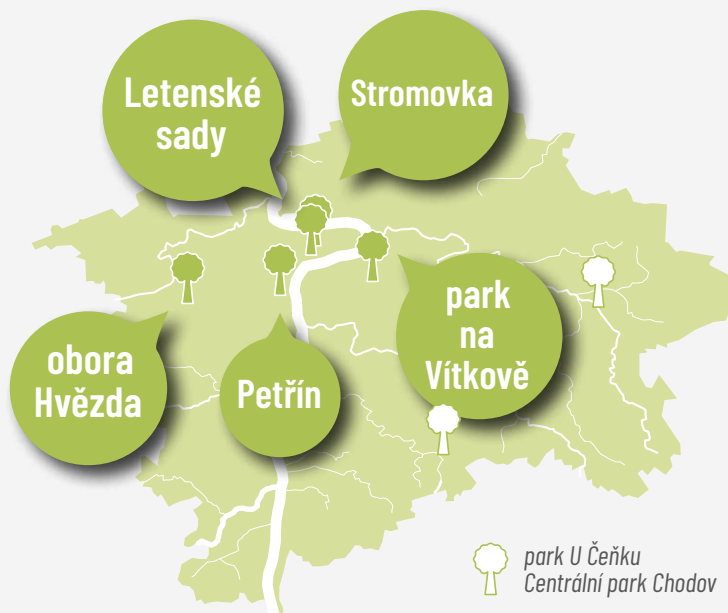 Letenské
sady
Stromovka
park
na
Vítkově
obora
Hvězda
Petřín
park U Čeňku
Centrální park Chodov